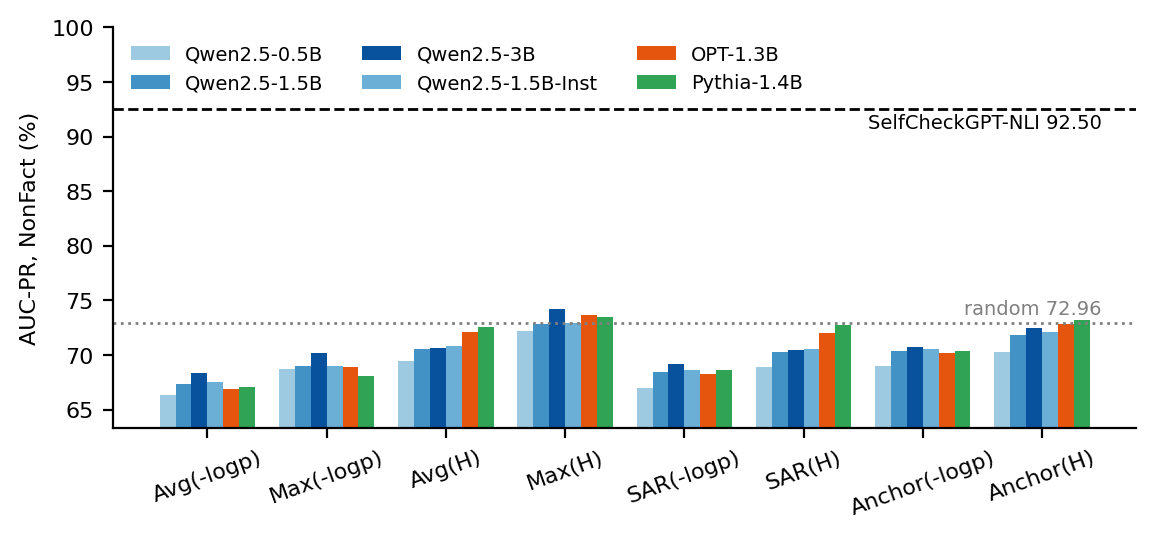 AUC-PR, NonFact (%)
100
95
90
85
80
75
70
65
Qwen2.5-0.5B
Qwen2.5-1.5B
Qwen2.5-3B
Qwen2.5-1.5B-Inst
OPT-1.3B
Pythia-1.4B
SelfCheckGPT-NLI 92.50
random 72.96
Avg(-logp)
Max(-logp)
Avg(H)
Max(H)
SAR(-logp)
SAR(H)
Anchor(-logp)
Anchor(H)